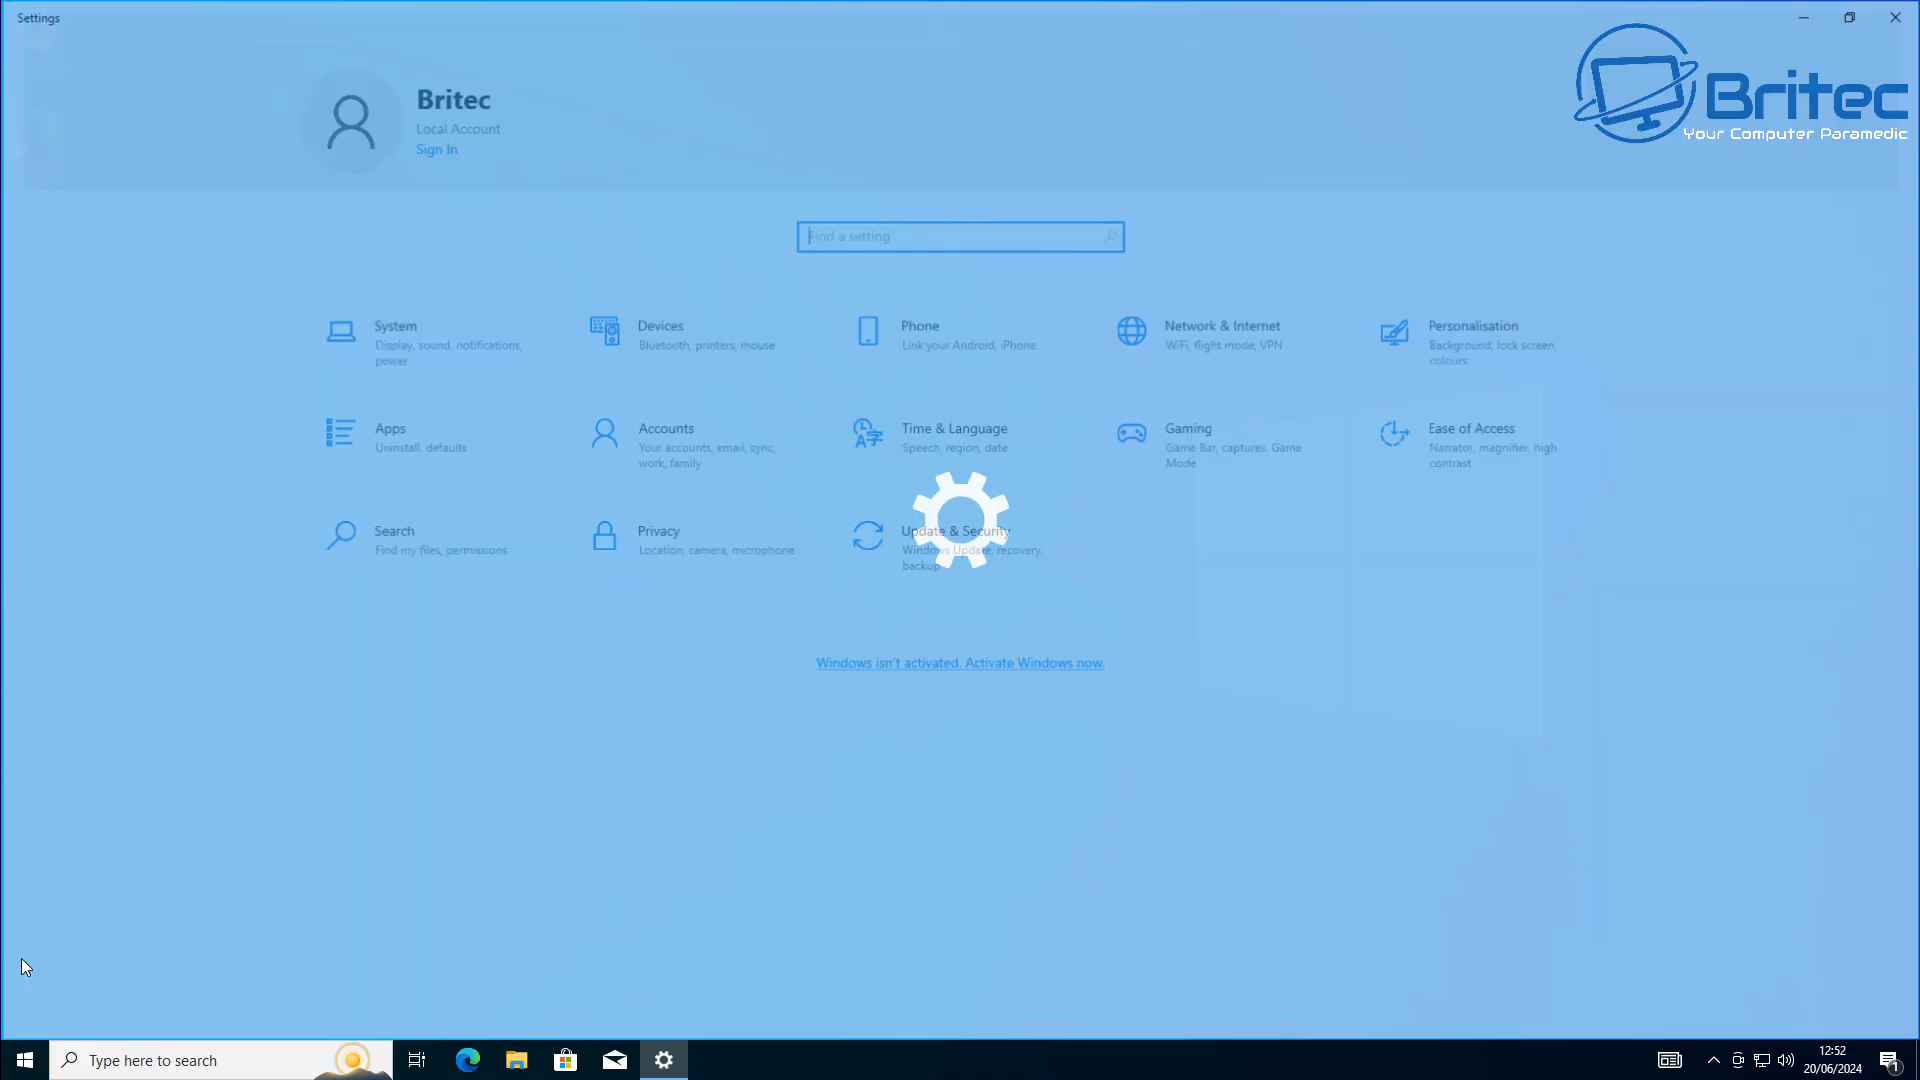 Settings
Britec
Local Account
Sign In
Britec
Your Computer Paramedic
Find a setting
System
Display, sound, notifications,
power
Devices
Bluetooth, printers, mouse
Phone
Link your Android, iPhone
Network & Internet
WiFi, flight mode, VPN
Personalisation
Background, lock screen,
colours
Apps
Uninstall, defaults
Accounts
Your accounts, email, sync,
work, family
Time & Language
Speech, region, date
Gaming
Game Bar, captures, Game
Mode
Ease of Access
Narrator, magnifier, high
contrast
Search
Find my files, permissions
Privacy
Location, camera, microphone
Update & Security
Windows Update, recovery,
backup
Windows isn't activated. Activate Windows now.
Type here to search
12:52
20/06/2024
1